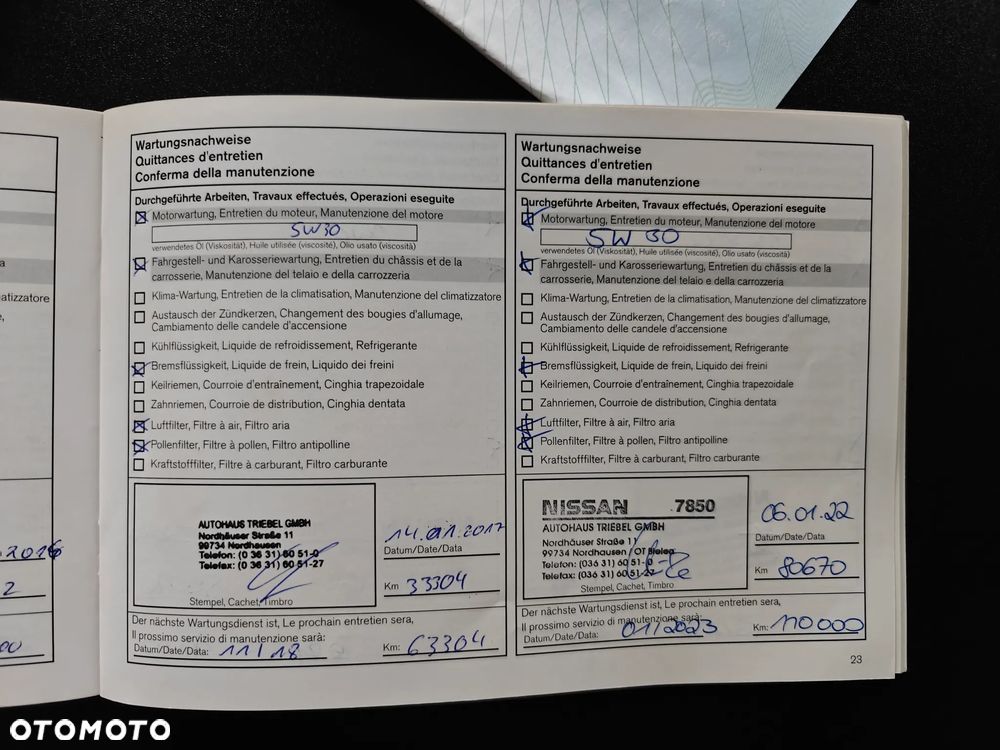 a
atizzatore
e,
2016
2
00
Wartungsnachweise
Quittances d'entretien
Conferma della manutenzione
Durchgeführte Arbeiten, Travaux effectués, Operazioni eseguite
Motorwartung, Entretien du moteur, Manutenzione del motore
5W30
verwendetes Öl (Viskosität), Huile utilisée (viscosité), Olio usato (viscosità)
Fahrgestell- und Karosseriewartung, Entretien du châssis et de la
carrosserie, Manutenzione del telaio e della carrozzeria
Klima-Wartung, Entretien de la climatisation, Manutenzione del climatizzatore
Austausch der Zündkerzen, Changement des bougies d'allumage,
Cambiamento delle candele d'accensione
Kühlflüssigkeit, Liquide de refroidissement, Refrigerante
Bremsflüssigkeit, Liquide de frein, Liquido dei freini
Keilriemen, Courroie d'entraînement, Cinghia trapezoidale
Zahnriemen, Courroie de distribution, Cinghia dentata
Luftfilter, Filtre à air, Filtro aria
Pollenfilter, Filtre à pollen, Filtro antipolline
Kraftstofffilter, Filtre à carburant, Filtro carburante
AUTOHAUS TRIEBEL GMBH
Nordhäuser Straße 11
99734 Nordhausen
Telefon: (0 36 31) 60 51-0
Telefax: (0 36 31) 60 51-27
Stempel, Cachet, Timbro
14.01.2017
Datum/Date/Data
Km 33304
Der nächste Wartungsdienst ist, Le prochain entretien sera,
Il prossimo servizio di manutenzione sarà:
Datum/Date/Data: 11/18
Km: 63304
Wartungsnachweise
Quittances d'entretien
Conferma della manutenzione
Durchgeführte Arbeiten, Travaux effectués, Operazioni eseguite
Motorwartung, Entretien du moteur, Manutenzione del motore
5W 30
verwendetes Öl (Viskosität), Huile utilisée (viscosité), Olio usato (viscosità)
Fahrgestell- und Karosseriewartung, Entretien du châssis et de la
carrosserie, Manutenzione del telaio e della carrozzeria
Klima-Wartung, Entretien de la climatisation, Manutenzione del climatizzatore
Austausch der Zündkerzen, Changement des bougies d'allumage,
Cambiamento delle candele d'accensione
Kühlflüssigkeit, Liquide de refroidissement, Refrigerante
Bremsflüssigkeit, Liquide de frein, Liquido dei freini
Keilriemen, Courroie d'entraînement, Cinghia trapezoidale
Zahnriemen, Courroie de distribution, Cinghia dentata
Luftfilter, Filtre à air, Filtro aria
Pollenfilter, Filtre à pollen, Filtro antipolline
Kraftstofffilter, Filtre à carburant, Filtro carburante
NISSAN 7850
AUTOHAUS TRIEBEL GMBH
Nordhäuser Straße 11
99734 Nordhausen / OT Bielen
Telefon: (036 31) 60 51-0
Telefax: (036 31) 60 51-27
Stempel, Cachet, Timbro
06.01.22
Datum/Date/Data
Km 80670
Der nächste Wartungsdienst ist, Le prochain entretien sera,
Il prossimo servizio di manutenzione sarà:
Datum/Date/Data: 01/2023
Km: 110000
23
OTOMOTO